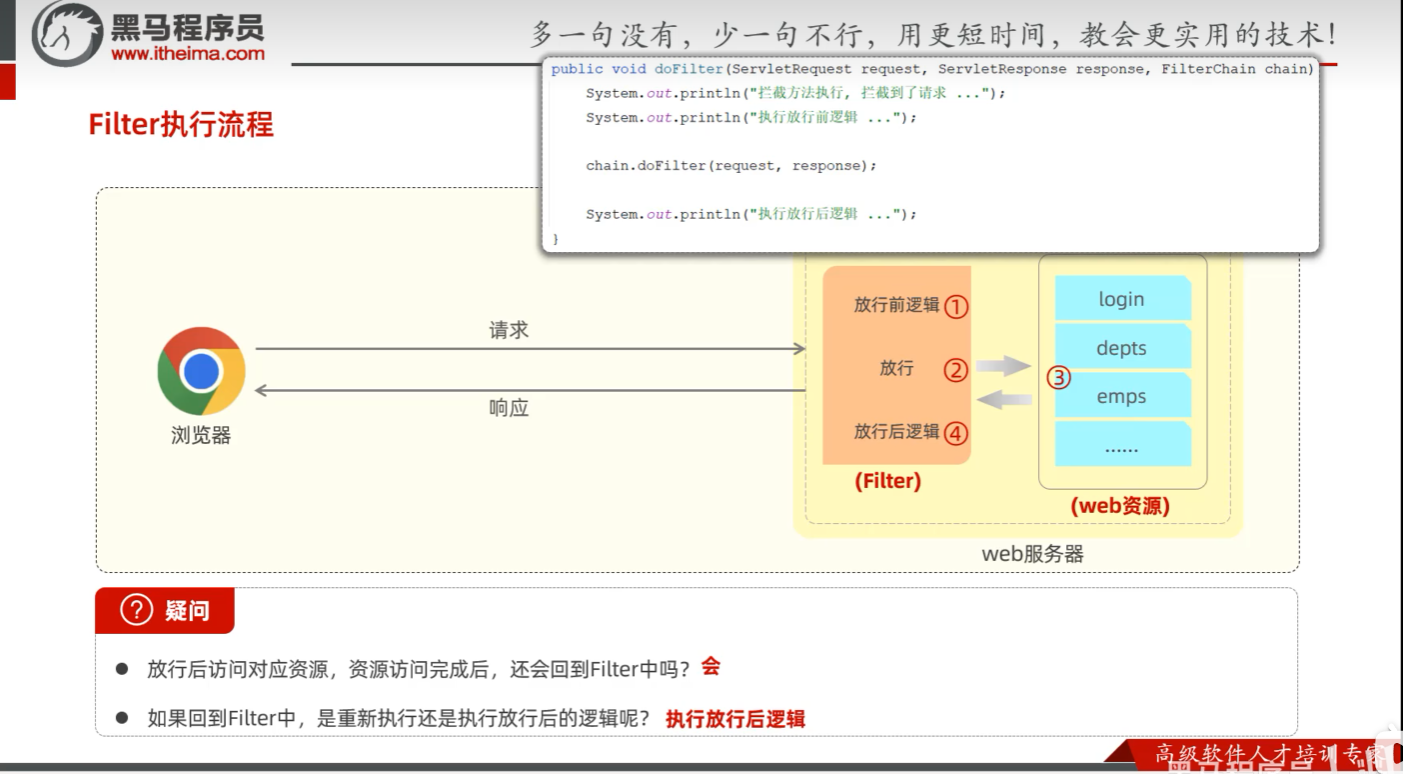 黑马程序员
www.itheima.com
多一句没有，少一句不行，用更短时间，教会更实用的技术！
public void doFilter(ServletRequest request, ServletResponse response, FilterChain chain)
System.out.println("拦截方法执行, 拦截到了请求 ...");
System.out.println("执行放行前逻辑 ...");
chain.doFilter(request, response);
System.out.println("执行放行后逻辑 ...");
}
Filter执行流程
请求
响应
浏览器
放行前逻辑 ①
放行 ②
放行后逻辑 ④
(Filter)
③
login
depts
emps
......
(web资源)
web服务器
? 疑问
● 放行后访问对应资源，资源访问完成后，还会回到Filter中吗？ 会
● 如果回到Filter中，是重新执行还是执行放行后的逻辑呢？ 执行放行后逻辑
高级软件人才培训专家
黑马程序员